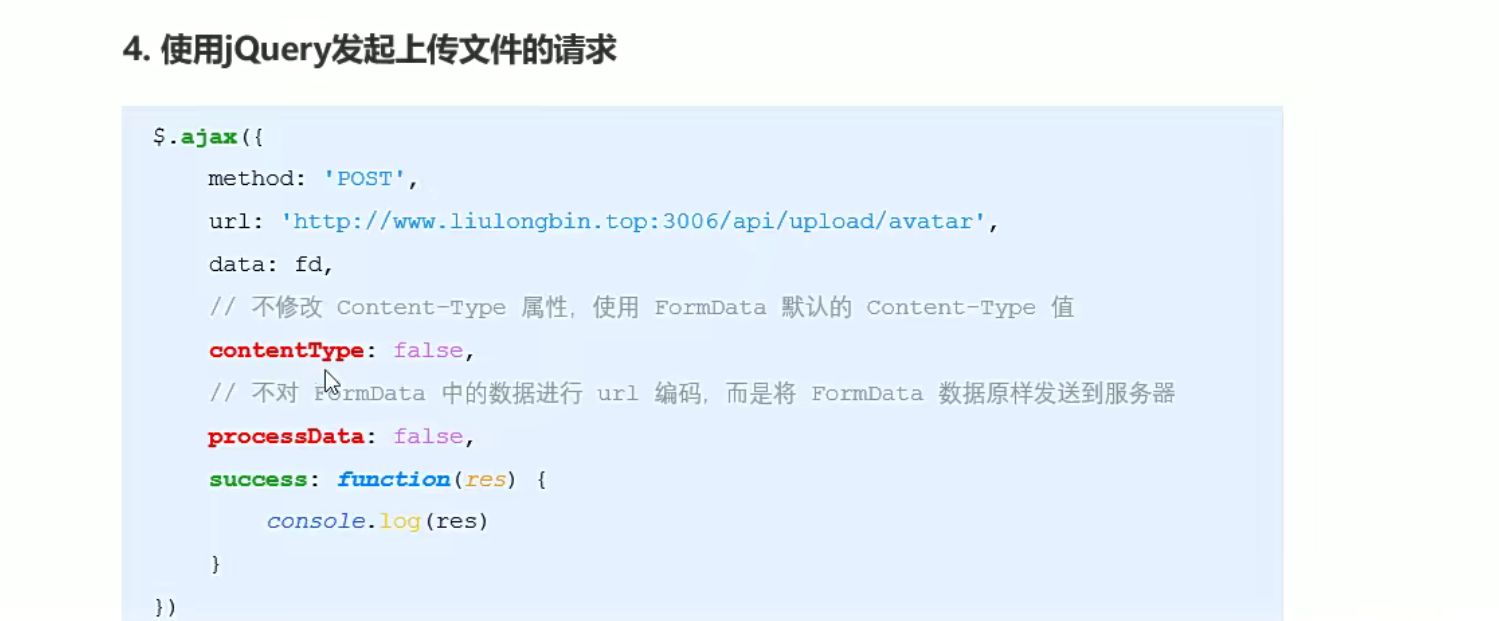 4. 使用jQuery发起上传文件的请求
$.ajax({
method: 'POST',
url: 'http://www.liulongbin.top:3006/api/upload/avatar',
data: fd,
// 不修改 Content-Type 属性，使用 FormData 默认的 Content-Type 值
contentType: false,
// 不对 FormData 中的数据进行 url 编码，而是将 FormData 数据原样发送到服务器
processData: false,
success: function(res) {
console.log(res)
}
})